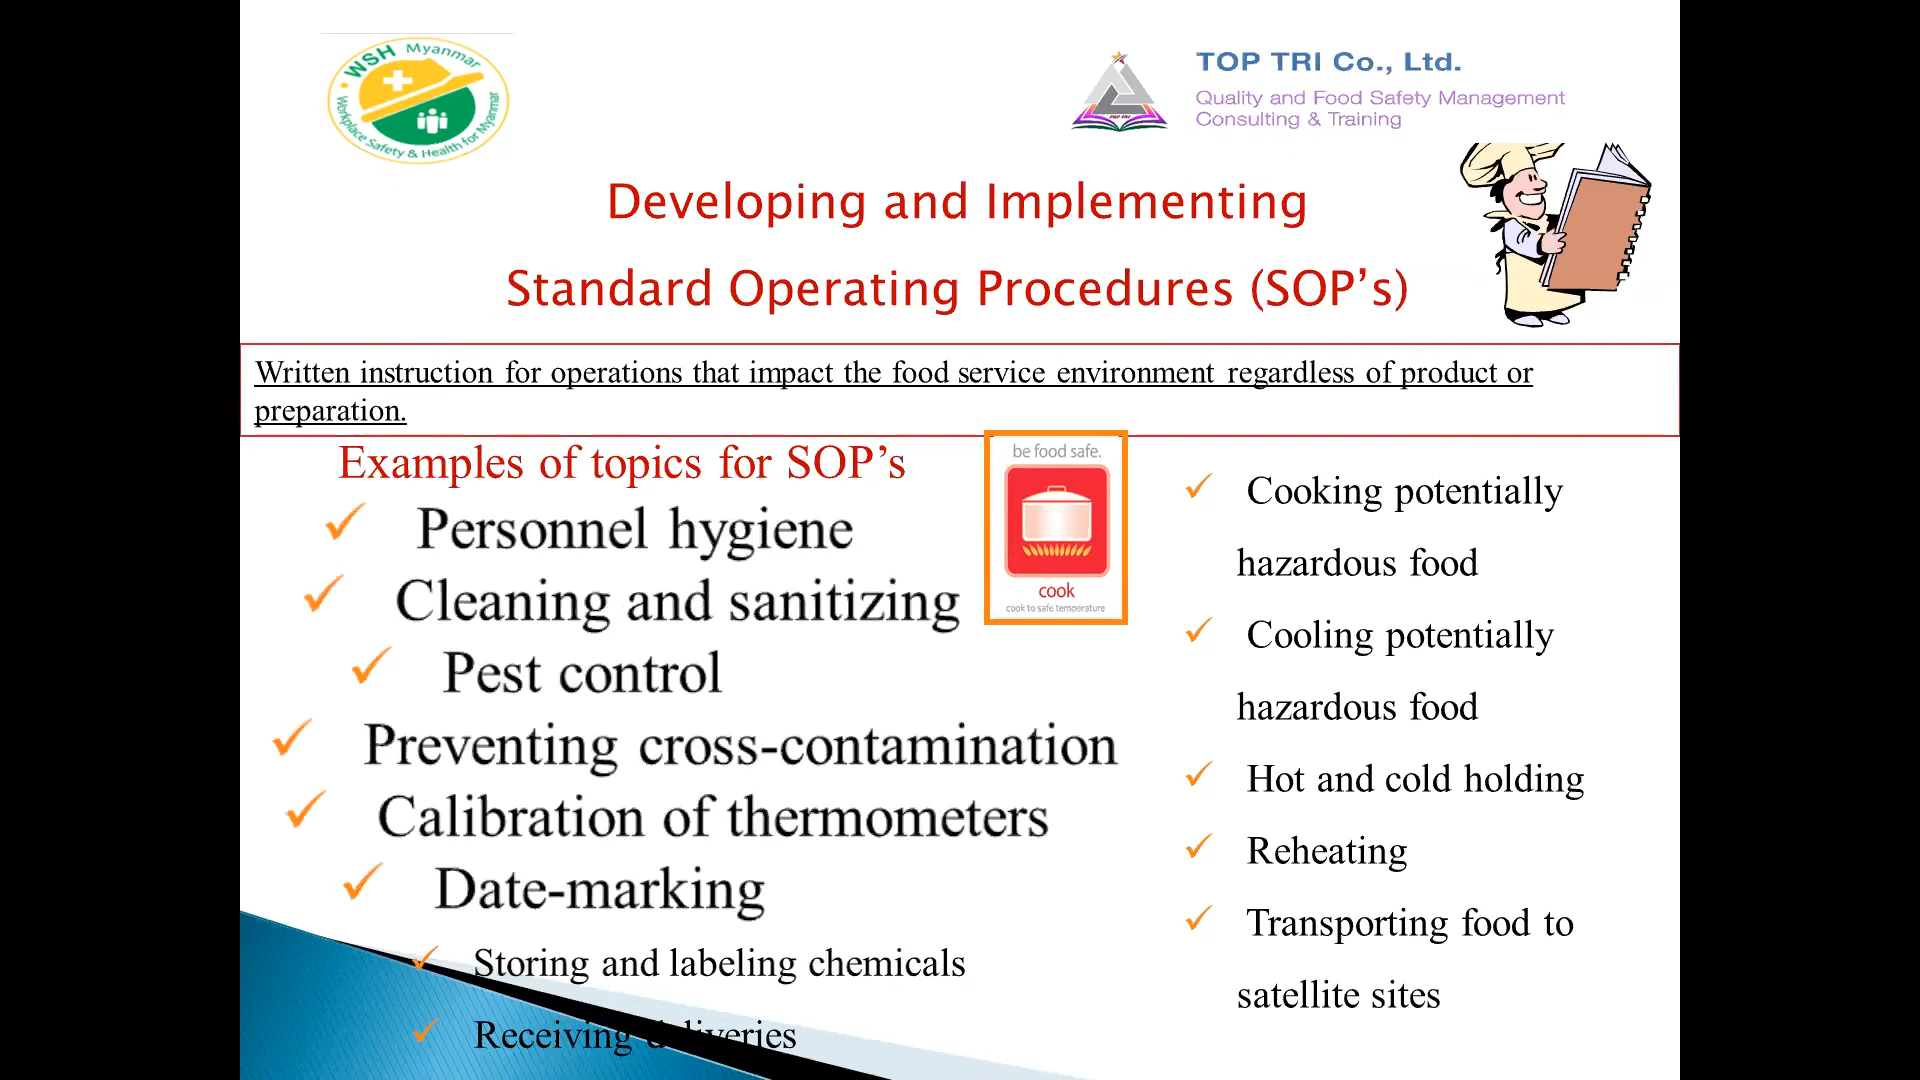 WSH Myanmar
Workplace Safety & Health for Myanmar
TOP TRI
TOP TRI Co., Ltd.
Quality and Food Safety Management
Consulting & Training
Developing and Implementing
Standard Operating Procedures (SOP’s)
Written instruction for operations that impact the food service environment regardless of product or
preparation.
Examples of topics for SOP’s
✓ Personnel hygiene
✓ Cleaning and sanitizing
✓ Pest control
✓ Preventing cross-contamination
✓ Calibration of thermometers
✓ Date-marking
✓ Storing and labeling chemicals
✓ Receiving deliveries
be food safe.
cook
cook to safe temperature
✓ Cooking potentially
hazardous food
✓ Cooling potentially
hazardous food
✓ Hot and cold holding
✓ Reheating
✓ Transporting food to
satellite sites